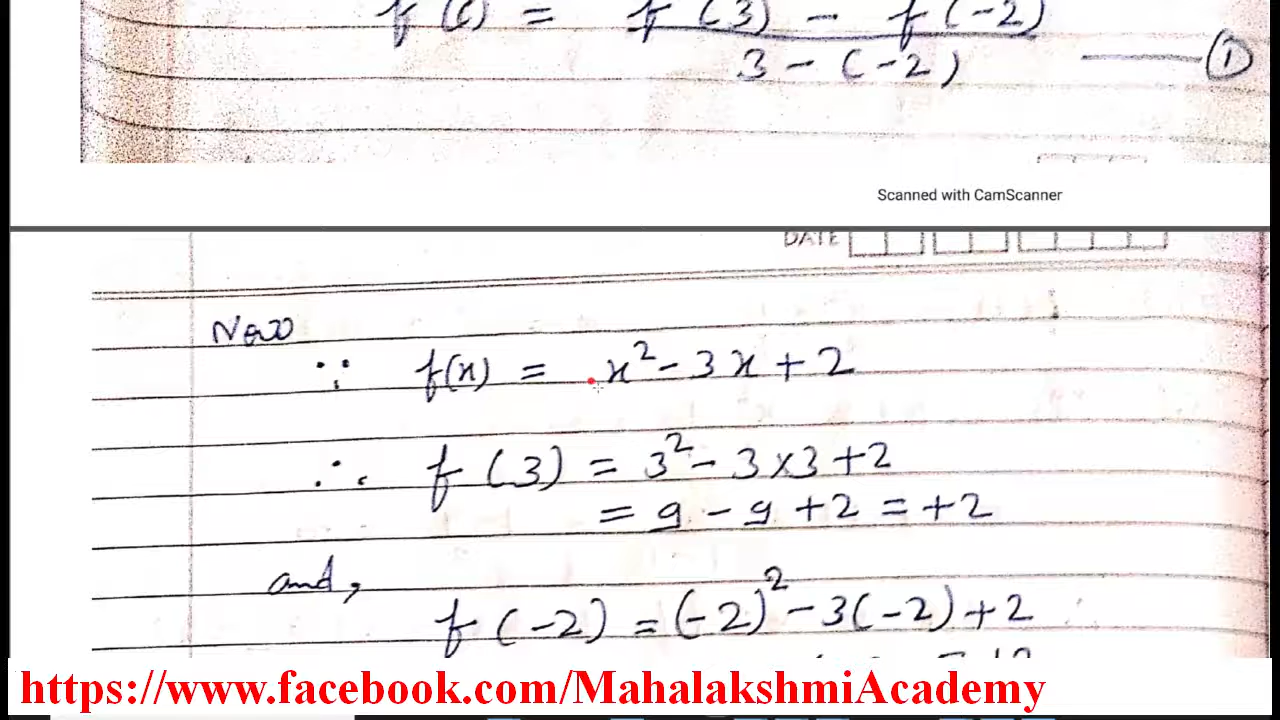 f'(c) = f(3) - f(-2)
3 - (-2) ——— ①
Scanned with CamScanner
DATE
Now
∵ f(x) = x² - 3x + 2
∴ f(3) = 3² - 3×3 + 2
= 9 - 9 + 2 = +2
and,
f(-2) = (-2)² - 3(-2) + 2
https://www.facebook.com/MahalakshmiAcademy